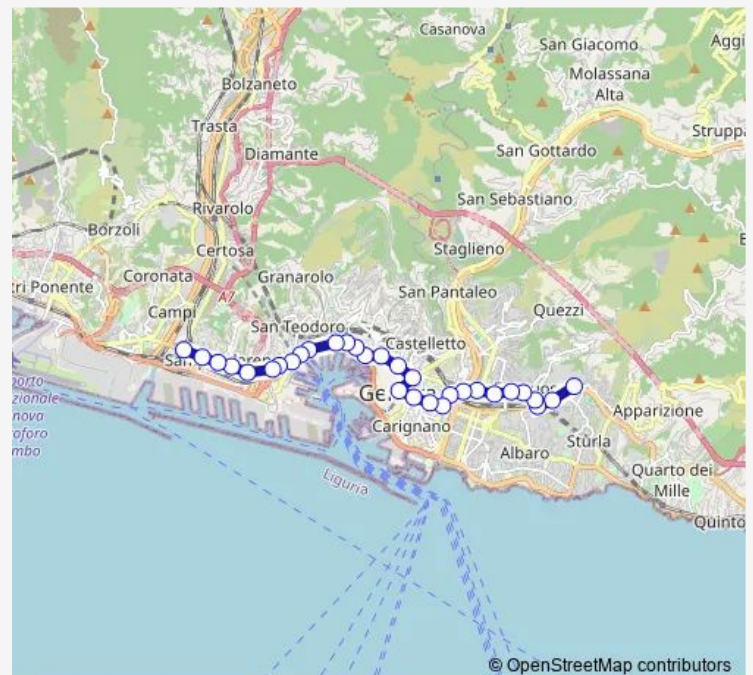 Casanova
Aggi
San Giacomo
Molassana
Alta
Bolzaneto
Trasta
Struppa
Diamante
San Gottardo
San Sebastiano
Rivarolo
Borzoli
Certosa
Staglieno
Coronata
Granarolo
tri Ponente
A7
San Pantaleo
Campi
Quezzi
San Teodoro
Castelletto
Apparizione
Carignano
Sturla
Albaro
Quarto dei
Mille
Liguria
Quinto
© OpenStreetMap contributors